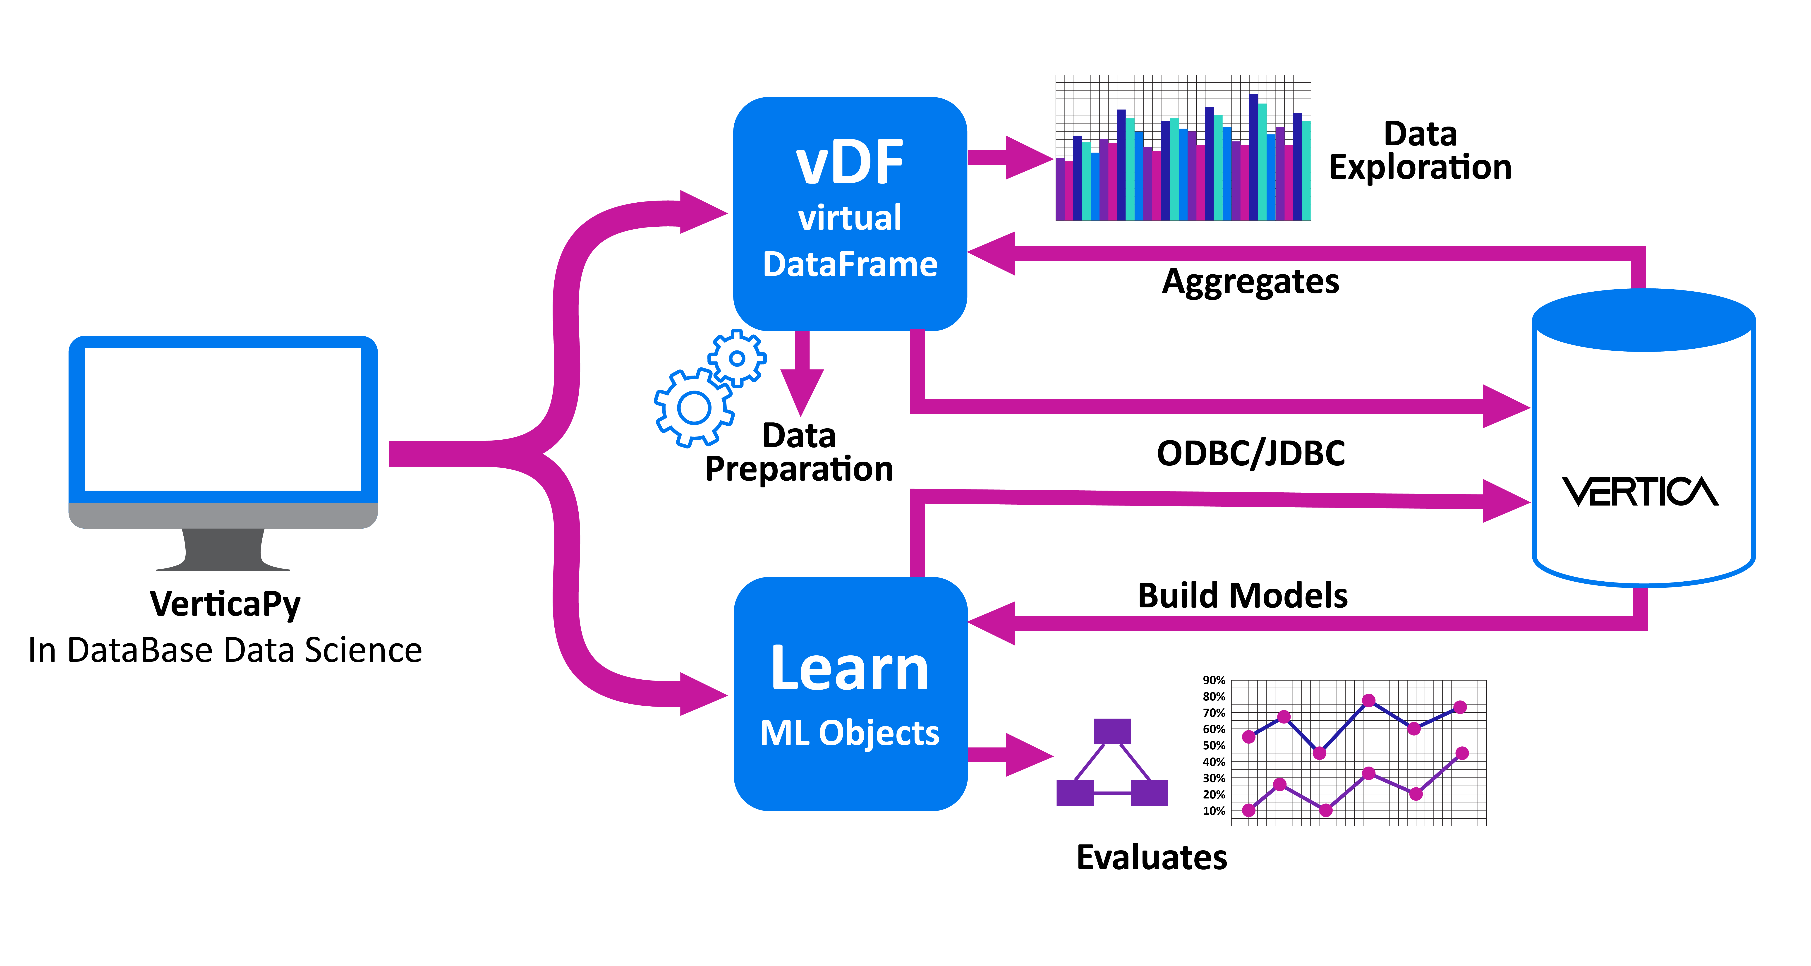 vDF
virtual
DataFrame
Data
Exploration
Aggregates
Data
Preparation
ODBC/JDBC
VERTICA
VerticaPy
In DataBase Data Science
Build Models
Learn
ML Objects
90%
80%
70%
60%
50%
40%
30%
20%
10%
Evaluates